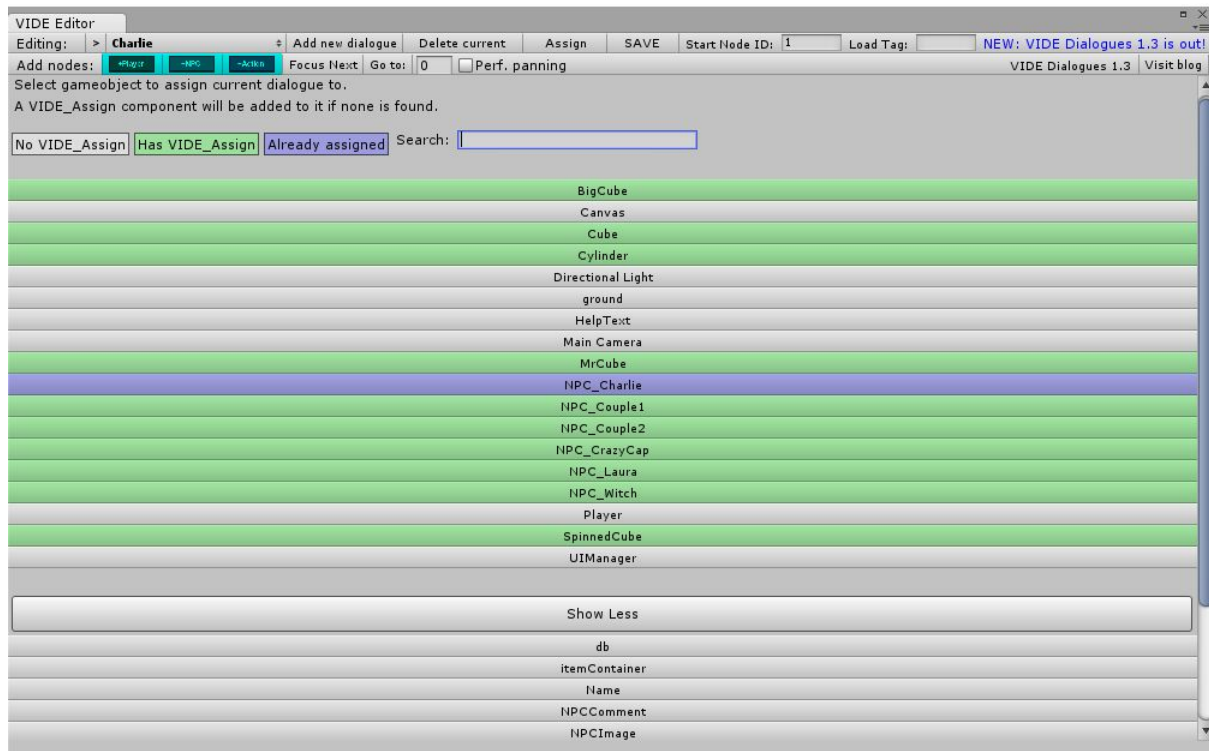 VIDE Editor
Editing: > Charlie Add new dialogue Delete current Assign SAVE Start Node ID: 1 Load Tag: NEW: VIDE Dialogues 1.3 is out!
Add nodes: +Player +NPC +Action Focus Next Go to: 0 Perf. panning VIDE Dialogues 1.3 Visit blog
Select gameobject to assign current dialogue to.
A VIDE_Assign component will be added to it if none is found.
No VIDE_Assign Has VIDE_Assign Already assigned Search:
BigCube
Canvas
Cube
Cylinder
Directional Light
ground
HelpText
Main Camera
MrCube
NPC_Charlie
NPC_Couple1
NPC_Couple2
NPC_CrazyCap
NPC_Laura
NPC_Witch
Player
SpinnedCube
UIManager
Show Less
db
itemContainer
Name
NPCComment
NPCImage